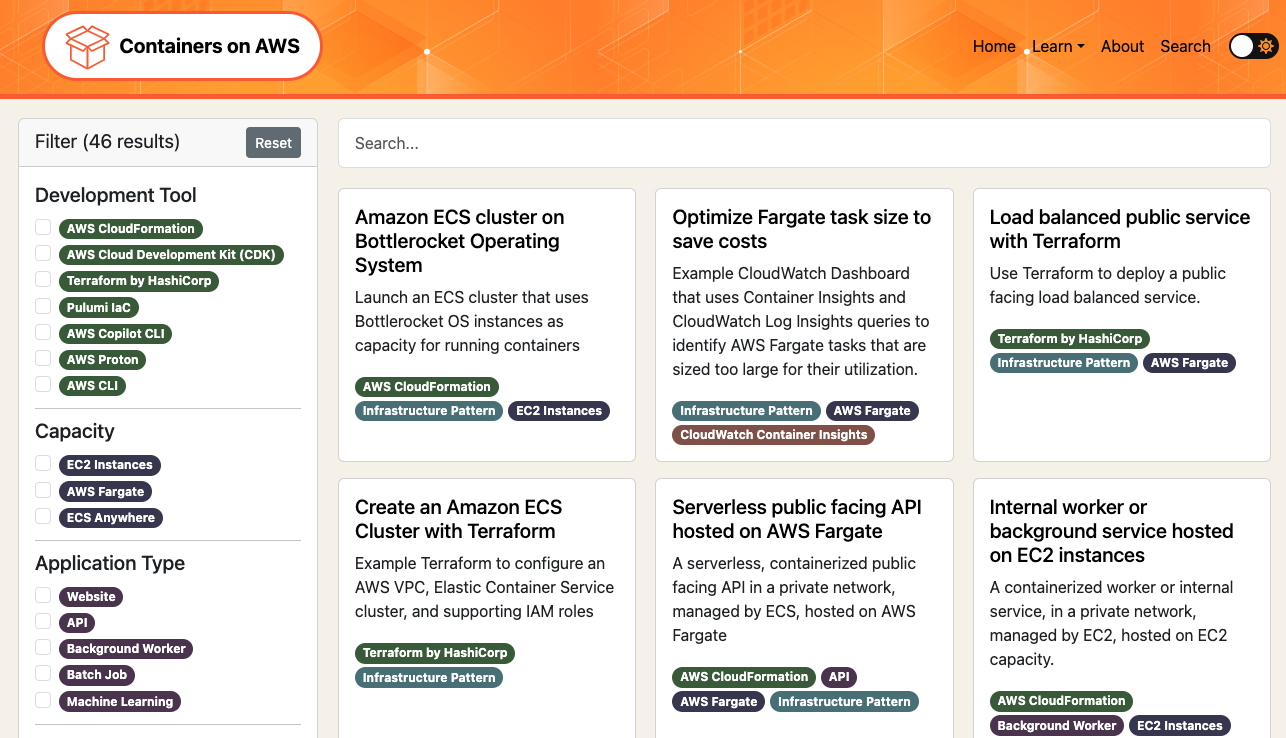 Containers on AWS
Home
Learn
About
Search
Filter (46 results)
Reset
Development Tool
AWS CloudFormation
AWS Cloud Development Kit (CDK)
Terraform by HashiCorp
Pulumi IaC
AWS Copilot CLI
AWS Proton
AWS CLI
Capacity
EC2 Instances
AWS Fargate
ECS Anywhere
Application Type
Website
API
Background Worker
Batch Job
Machine Learning
Search...
Amazon ECS cluster on
Bottlerocket Operating
System
Launch an ECS cluster that uses
Bottlerocket OS instances as
capacity for running containers
AWS CloudFormation
Infrastructure Pattern EC2 Instances
Optimize Fargate task size to
save costs
Example CloudWatch Dashboard
that uses Container Insights and
CloudWatch Log Insights queries to
identify AWS Fargate tasks that are
sized too large for their utilization.
Infrastructure Pattern AWS Fargate
CloudWatch Container Insights
Load balanced public service
with Terraform
Use Terraform to deploy a public
facing load balanced service.
Terraform by HashiCorp
Infrastructure Pattern AWS Fargate
Create an Amazon ECS
Cluster with Terraform
Example Terraform to configure an
AWS VPC, Elastic Container Service
cluster, and supporting IAM roles
Terraform by HashiCorp
Infrastructure Pattern
Serverless public facing API
hosted on AWS Fargate
A serverless, containerized public
facing API in a private network,
managed by ECS, hosted on AWS
Fargate
AWS CloudFormation API
AWS Fargate Infrastructure Pattern
Internal worker or
background service hosted
on EC2 instances
A containerized worker or internal
service, in a private network,
managed by EC2, hosted on EC2
capacity.
AWS CloudFormation
Background Worker EC2 Instances